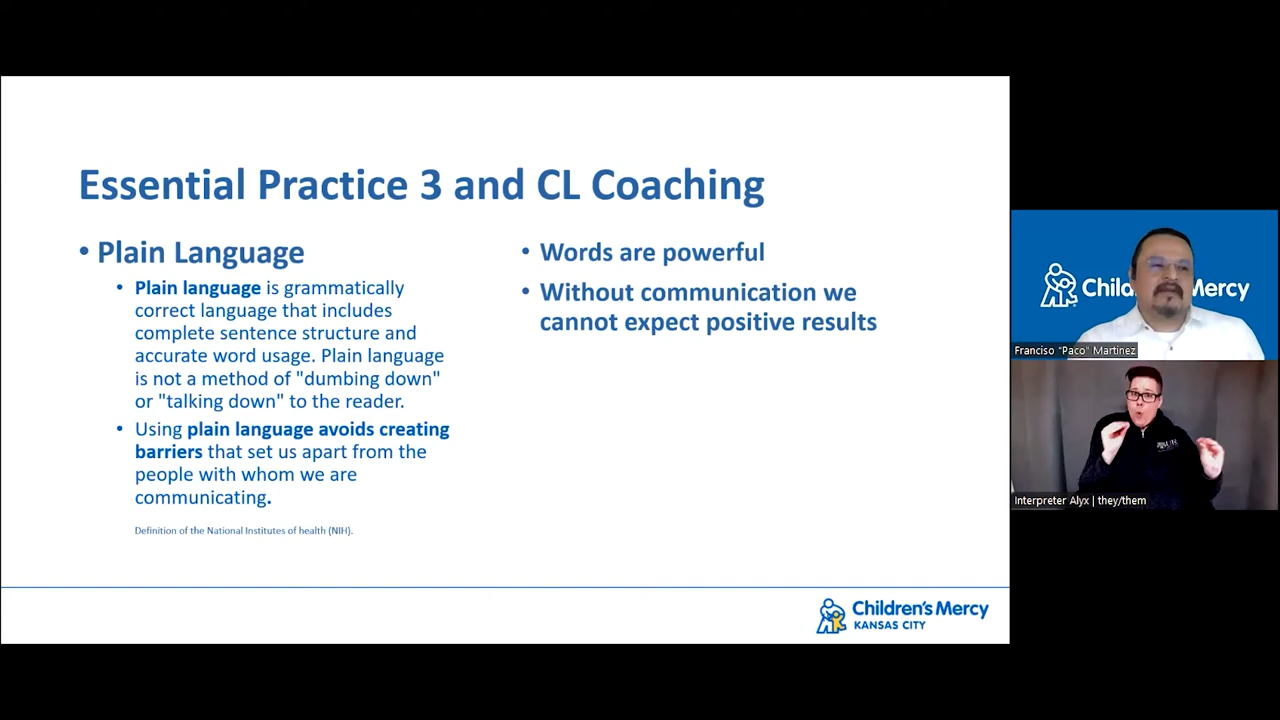 Essential Practice 3 and CL Coaching
• Plain Language
• Plain language is grammatically
correct language that includes
complete sentence structure and
accurate word usage. Plain language
is not a method of "dumbing down"
or "talking down" to the reader.
• Using plain language avoids creating
barriers that set us apart from the
people with whom we are
communicating.
Definition of the National Institutes of health (NIH).
• Words are powerful
• Without communication we
cannot expect positive results
Children's Mercy
KANSAS CITY
Mercy
Franciso "Paco" Martinez
Interpreter Alyx | they/them